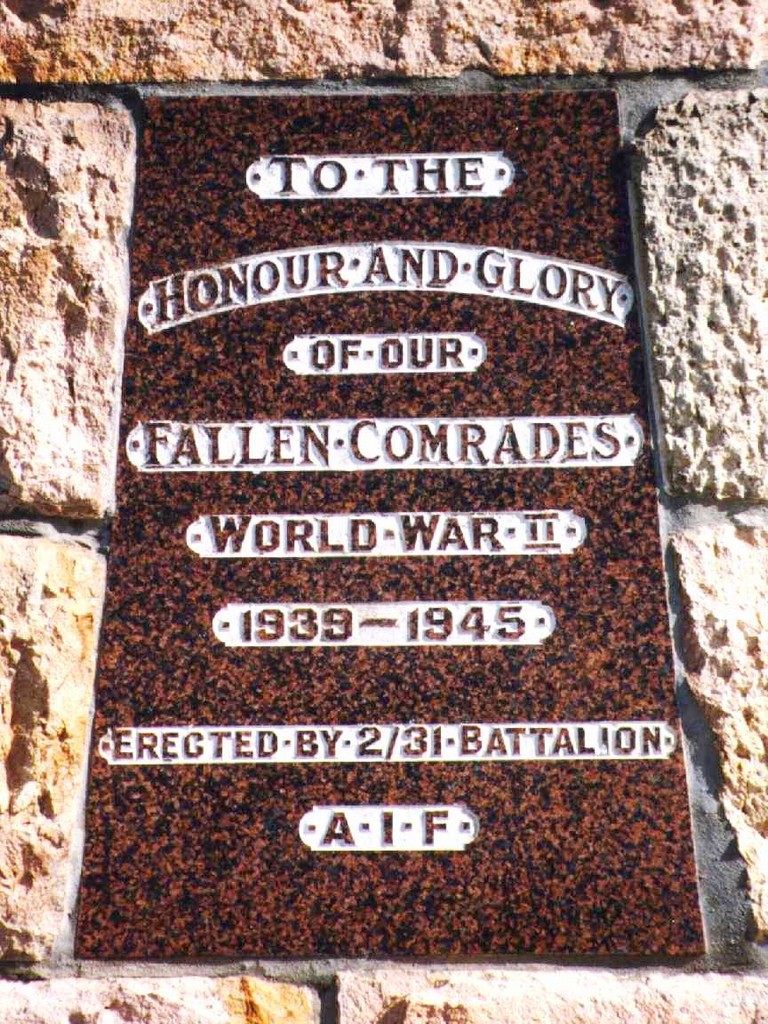 TO · THE
HONOUR · AND · GLORY
OF · OUR
FALLEN · COMRADES
WORLD · WAR · II
1939 — 1945
ERECTED · BY · 2/31 · BATTALION
A · I · F